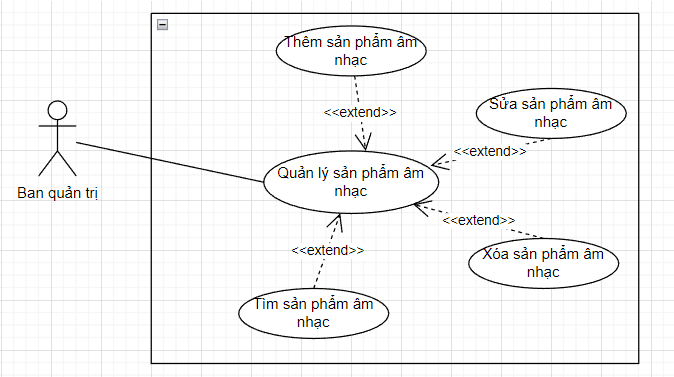 Thêm sản phẩm âm
nhạc
<<extend>>
Sửa sản phẩm âm
nhạc
<<extend>>
Quản lý sản phẩm âm
nhạc
Ban quản trị
<<extend>>
<<extend>>
Xóa sản phẩm âm
nhạc
Tìm sản phẩm âm
nhạc